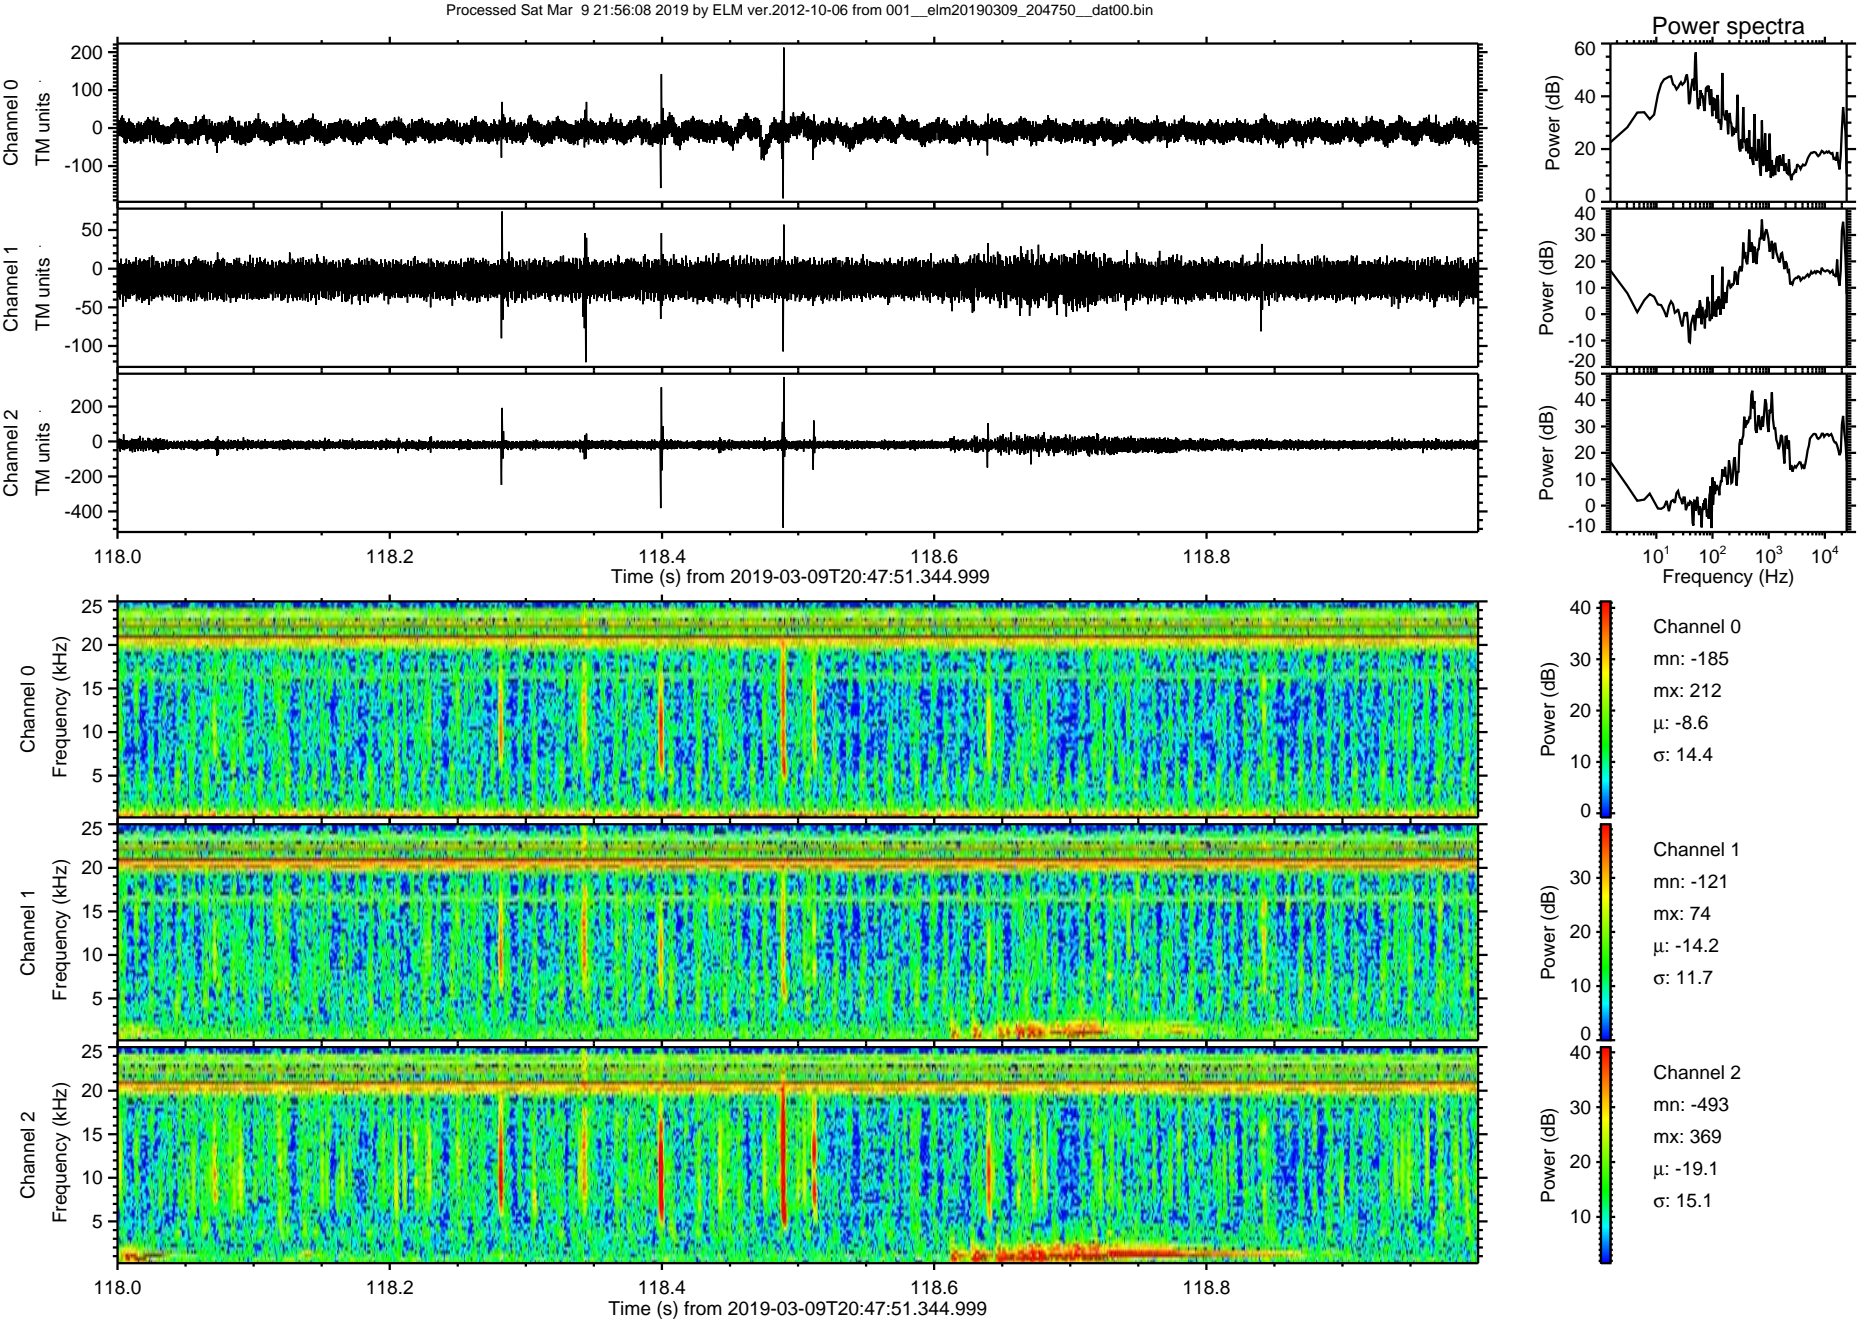 Processed Sat Mar  9 21:56:08 2019 by ELM ver.2012-10-06 from 001__elm20190309_204750__dat00.bin
Power spectra
Channel 0
TM units
200
100
0
-100
Power (dB)
60
40
20
0
Channel 1
TM units
50
0
-50
-100
Power (dB)
40
30
20
10
0
-10
-20
Channel 2
TM units
200
0
-200
-400
Power (dB)
50
40
30
20
10
0
-10
118.0 118.2 118.4 118.6 118.8
Time (s) from 2019-03-09T20:47:51.344.999
10¹ 10² 10³ 10⁴
Frequency (Hz)
Channel 0
Frequency (kHz)
25
20
15
10
5
Power (dB)
40
30
20
10
0
Channel 0
mn: -185
mx: 212
μ: -8.6
σ: 14.4
Channel 1
Frequency (kHz)
25
20
15
10
5
Power (dB)
30
20
10
0
Channel 1
mn: -121
mx: 74
μ: -14.2
σ: 11.7
Channel 2
Frequency (kHz)
25
20
15
10
5
Power (dB)
40
30
20
10
Channel 2
mn: -493
mx: 369
μ: -19.1
σ: 15.1
118.0 118.2 118.4 118.6 118.8
Time (s) from 2019-03-09T20:47:51.344.999